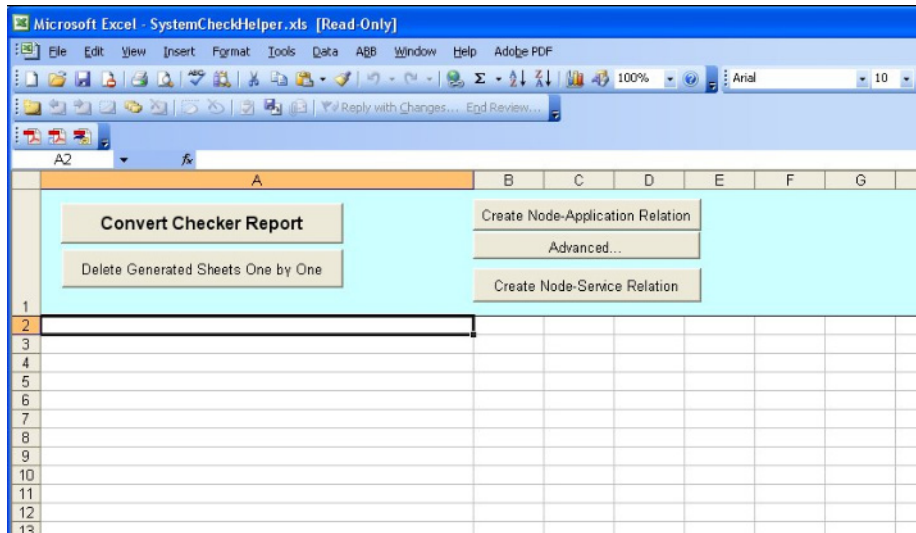 Microsoft Excel - SystemCheckHelper.xls [Read-Only]
File Edit View Insert Format Tools Data ABB Window Help Adobe PDF
100% Arial 10
Reply with Changes... End Review...
A2 fx
A B C D E F G
Convert Checker Report
Create Node-Application Relation
Advanced...
Delete Generated Sheets One by One
Create Node-Service Relation
1
2
3
4
5
6
7
8
9
10
11
12
13